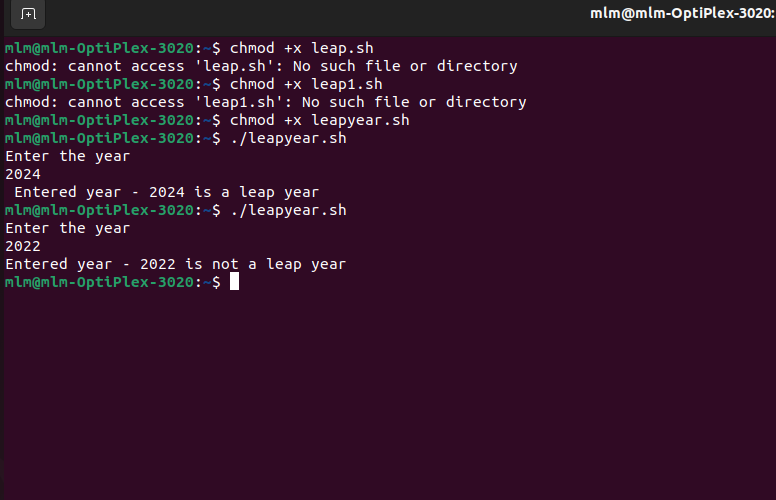 mlm@mlm-OptiPlex-3020:
mlm@mlm-OptiPlex-3020:~$ chmod +x leap.sh
chmod: cannot access 'leap.sh': No such file or directory
mlm@mlm-OptiPlex-3020:~$ chmod +x leap1.sh
chmod: cannot access 'leap1.sh': No such file or directory
mlm@mlm-OptiPlex-3020:~$ chmod +x leapyear.sh
mlm@mlm-OptiPlex-3020:~$ ./leapyear.sh
Enter the year
2024
 Entered year - 2024 is a leap year
mlm@mlm-OptiPlex-3020:~$ ./leapyear.sh
Enter the year
2022
Entered year - 2022 is not a leap year
mlm@mlm-OptiPlex-3020:~$